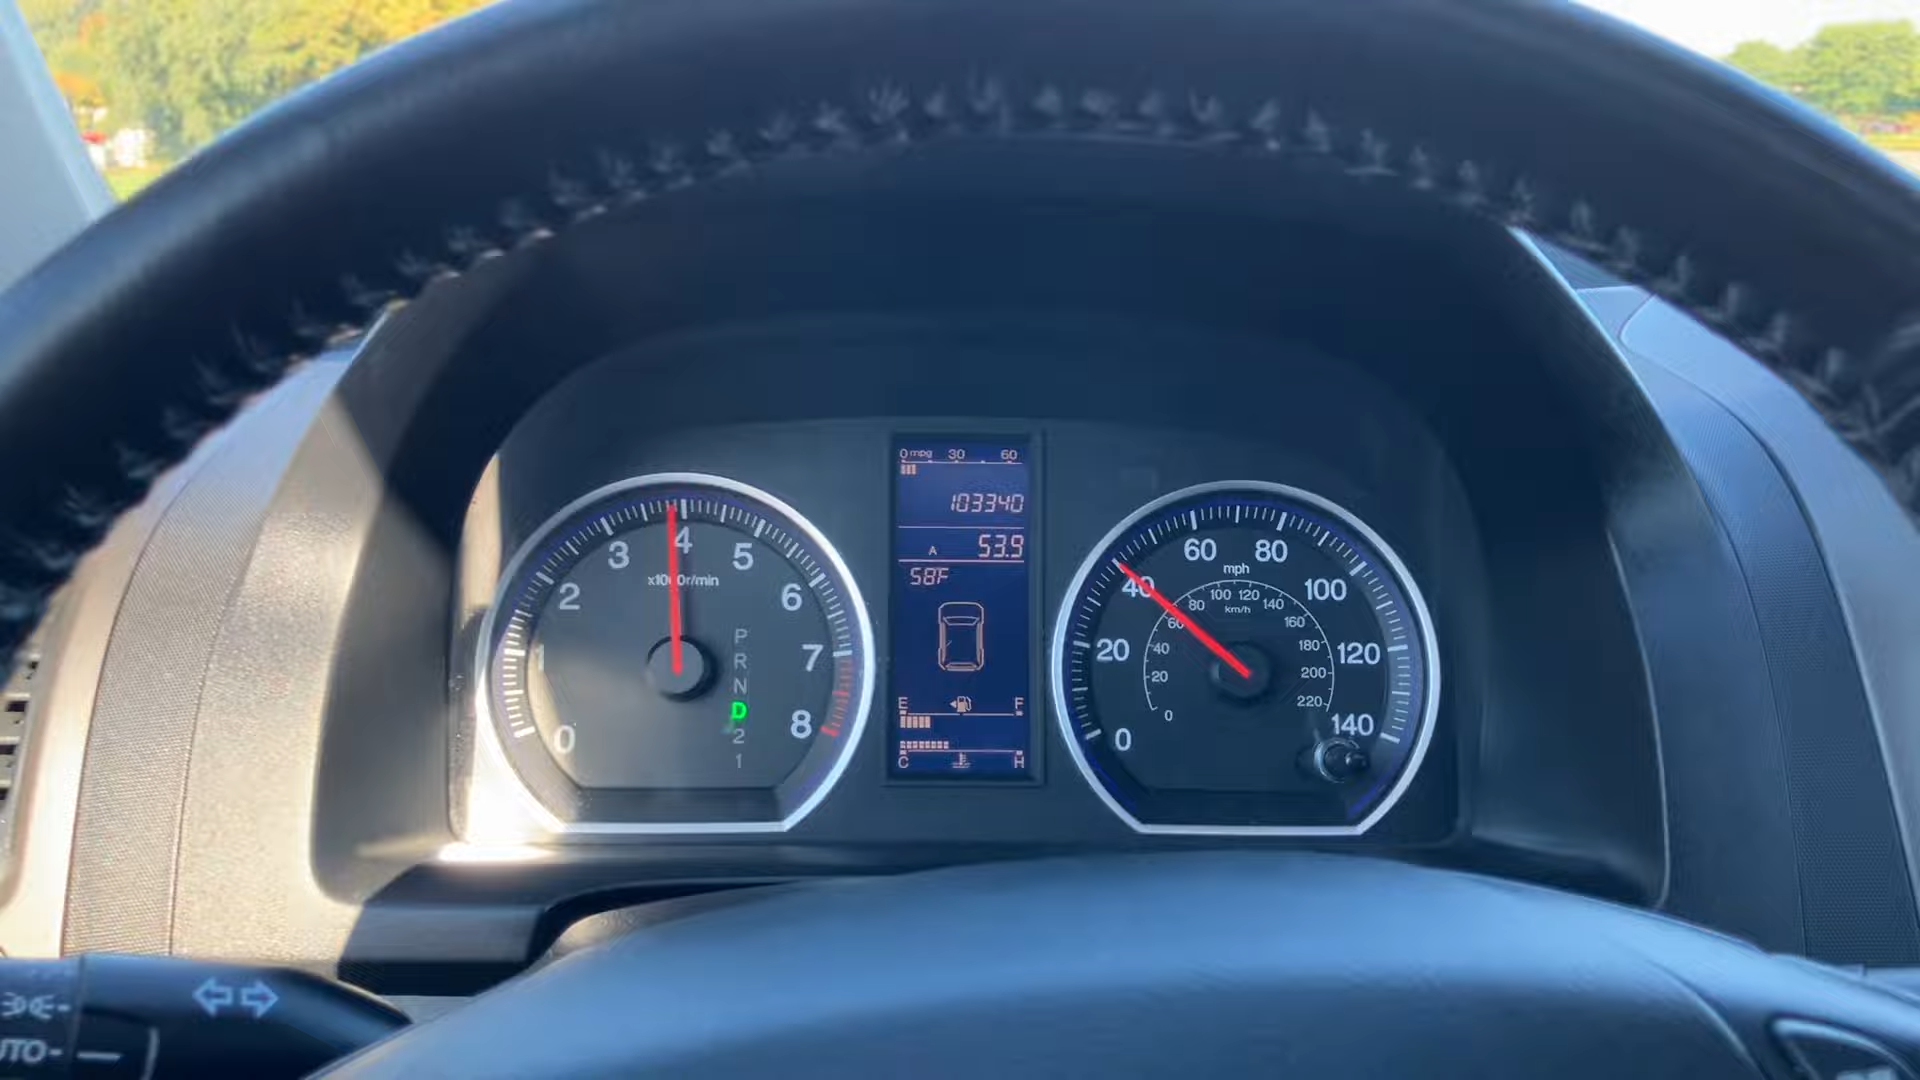 0 mpg 30 60
103340
A 53.9
58F
E F
C H
0 1 2 3 4 5 6 7 8
x1000r/min
P
R
N
D
2
1
0 20 40 60 80 100 120 140
mph
0 20 40 60 80 100 120 140 160 180 200 220
km/h